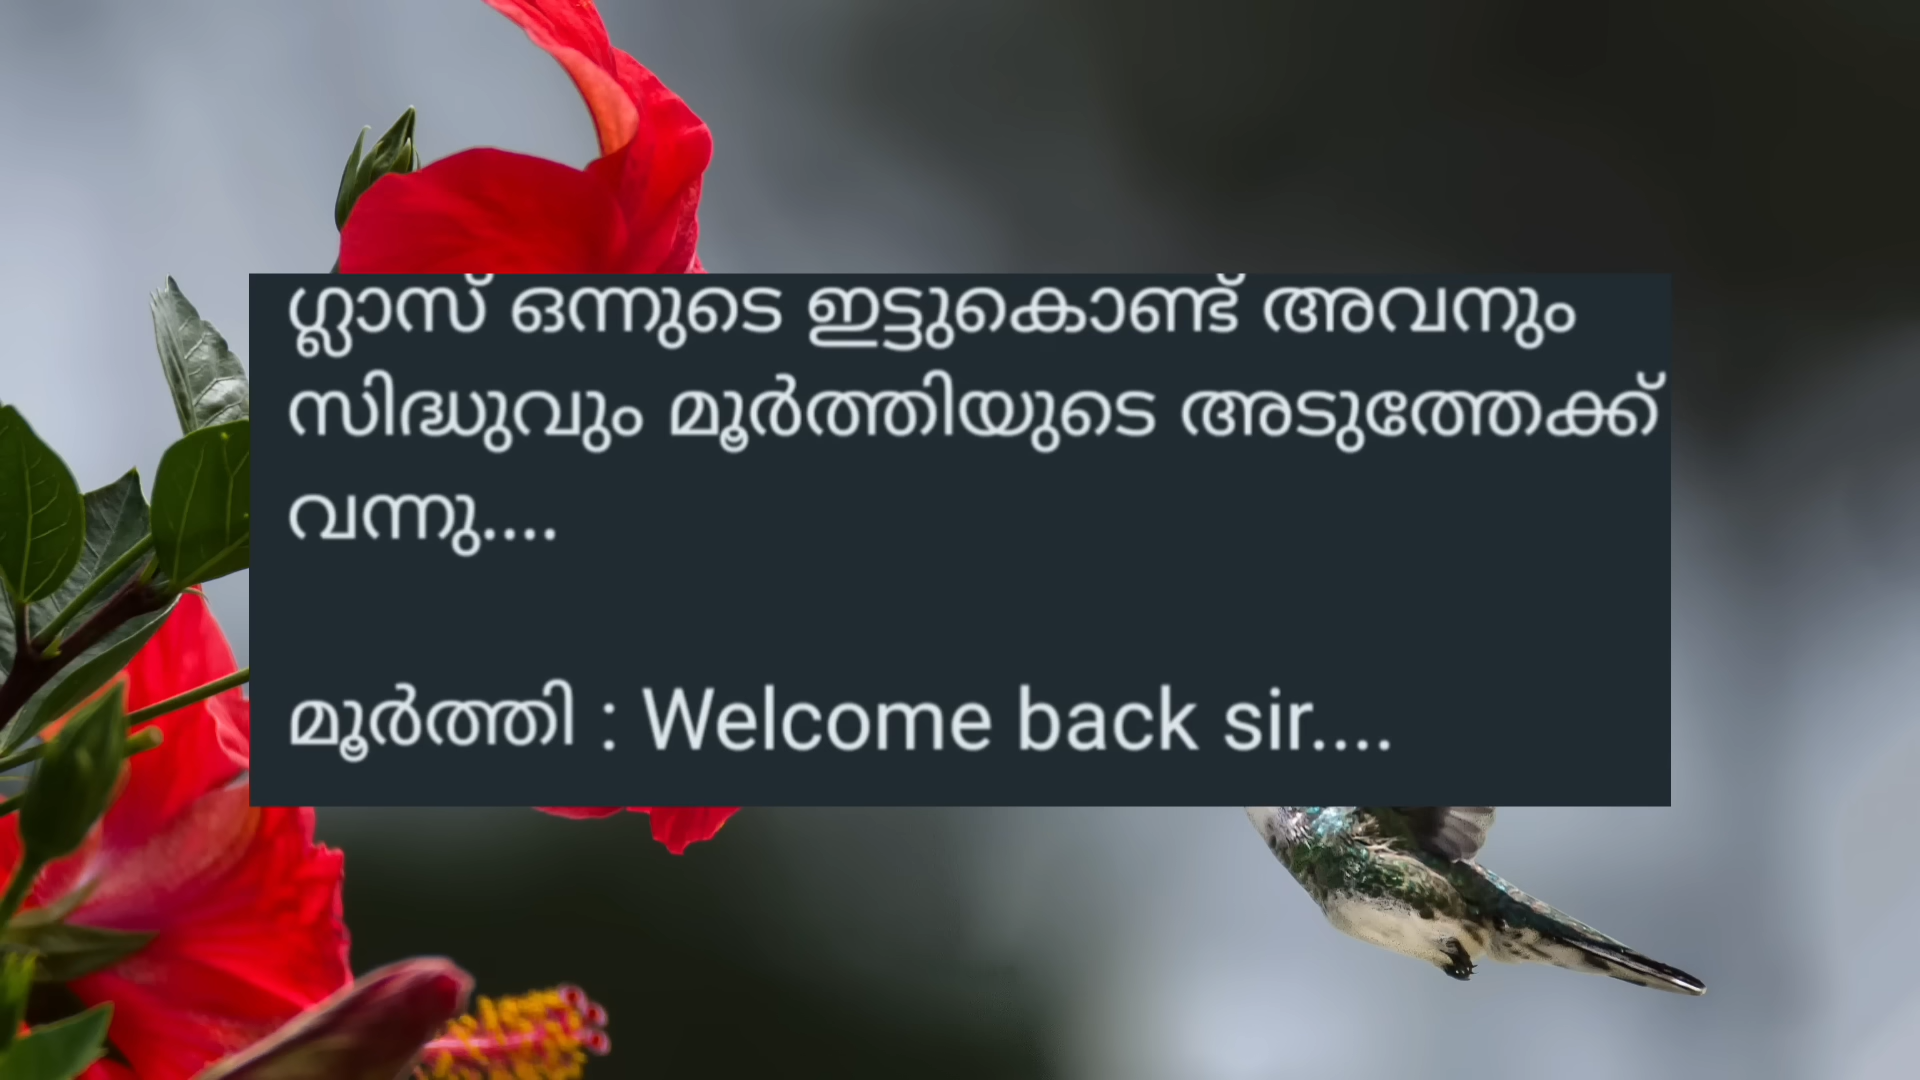 ഗ്ലാസ് ഒന്നുടെ ഇട്ടുകൊണ്ട് അവനും
സിദ്ധുവും മൂർത്തിയുടെ അടുത്തേക്ക്
വന്നു....
മൂർത്തി : Welcome back sir....